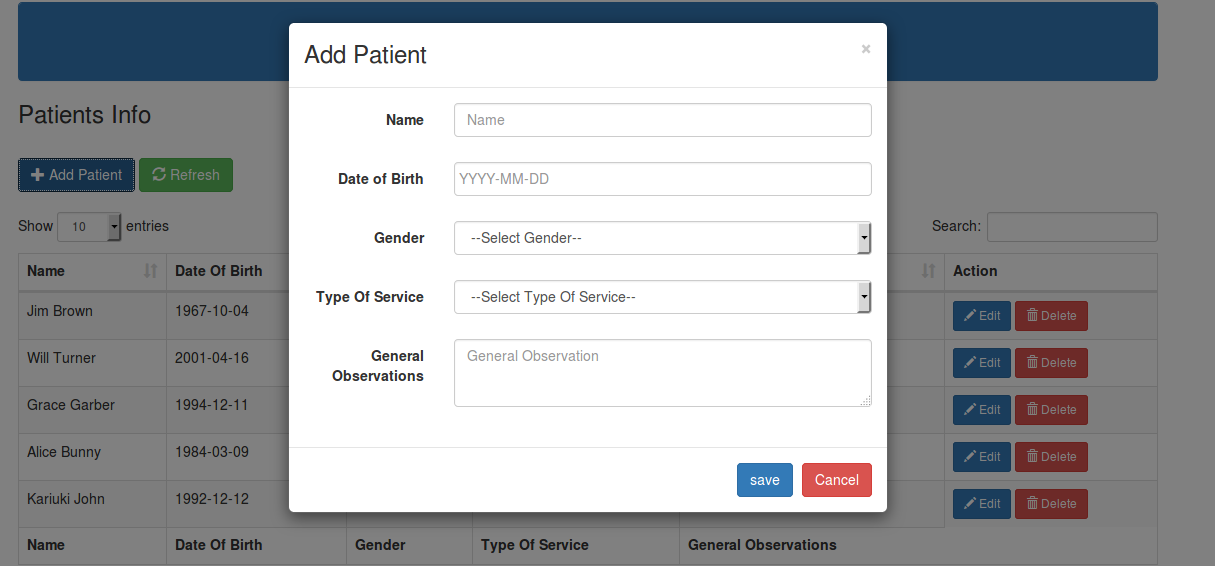 Add Patient
×
Name
Name
Date of Birth
YYYY-MM-DD
Gender
--Select Gender--
Type Of Service
--Select Type Of Service--
General
Observations
General Observation
save Cancel
Patients Info
Add Patient Refresh
Show 10 entries Search:
Name Date Of Birth Action
Jim Brown 1967-10-04 Edit Delete
Will Turner 2001-04-16 Edit Delete
Grace Garber 1994-12-11 Edit Delete
Alice Bunny 1984-03-09 Edit Delete
Kariuki John 1992-12-12 Edit Delete
Name Date Of Birth Gender Type Of Service General Observations